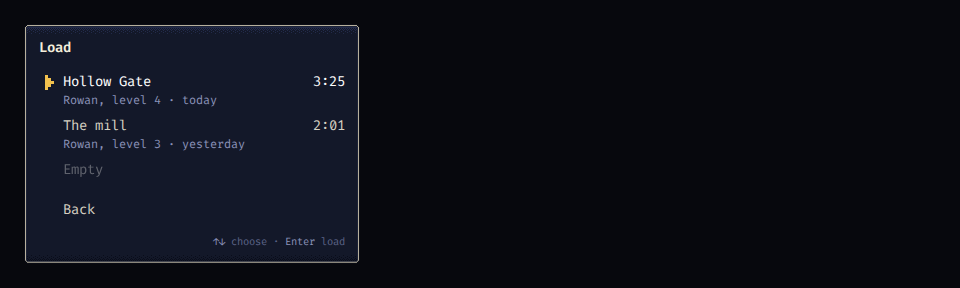 Load
Hollow Gate 3:25
Rowan, level 4 · today
The mill 2:01
Rowan, level 3 · yesterday
Empty
Back
↑↓ choose · Enter load